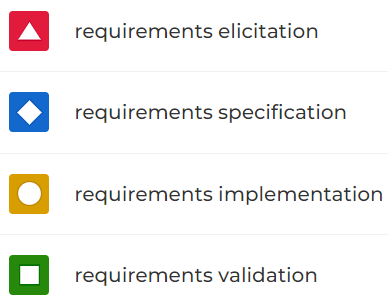 requirements elicitation
requirements specification
requirements implementation
requirements validation